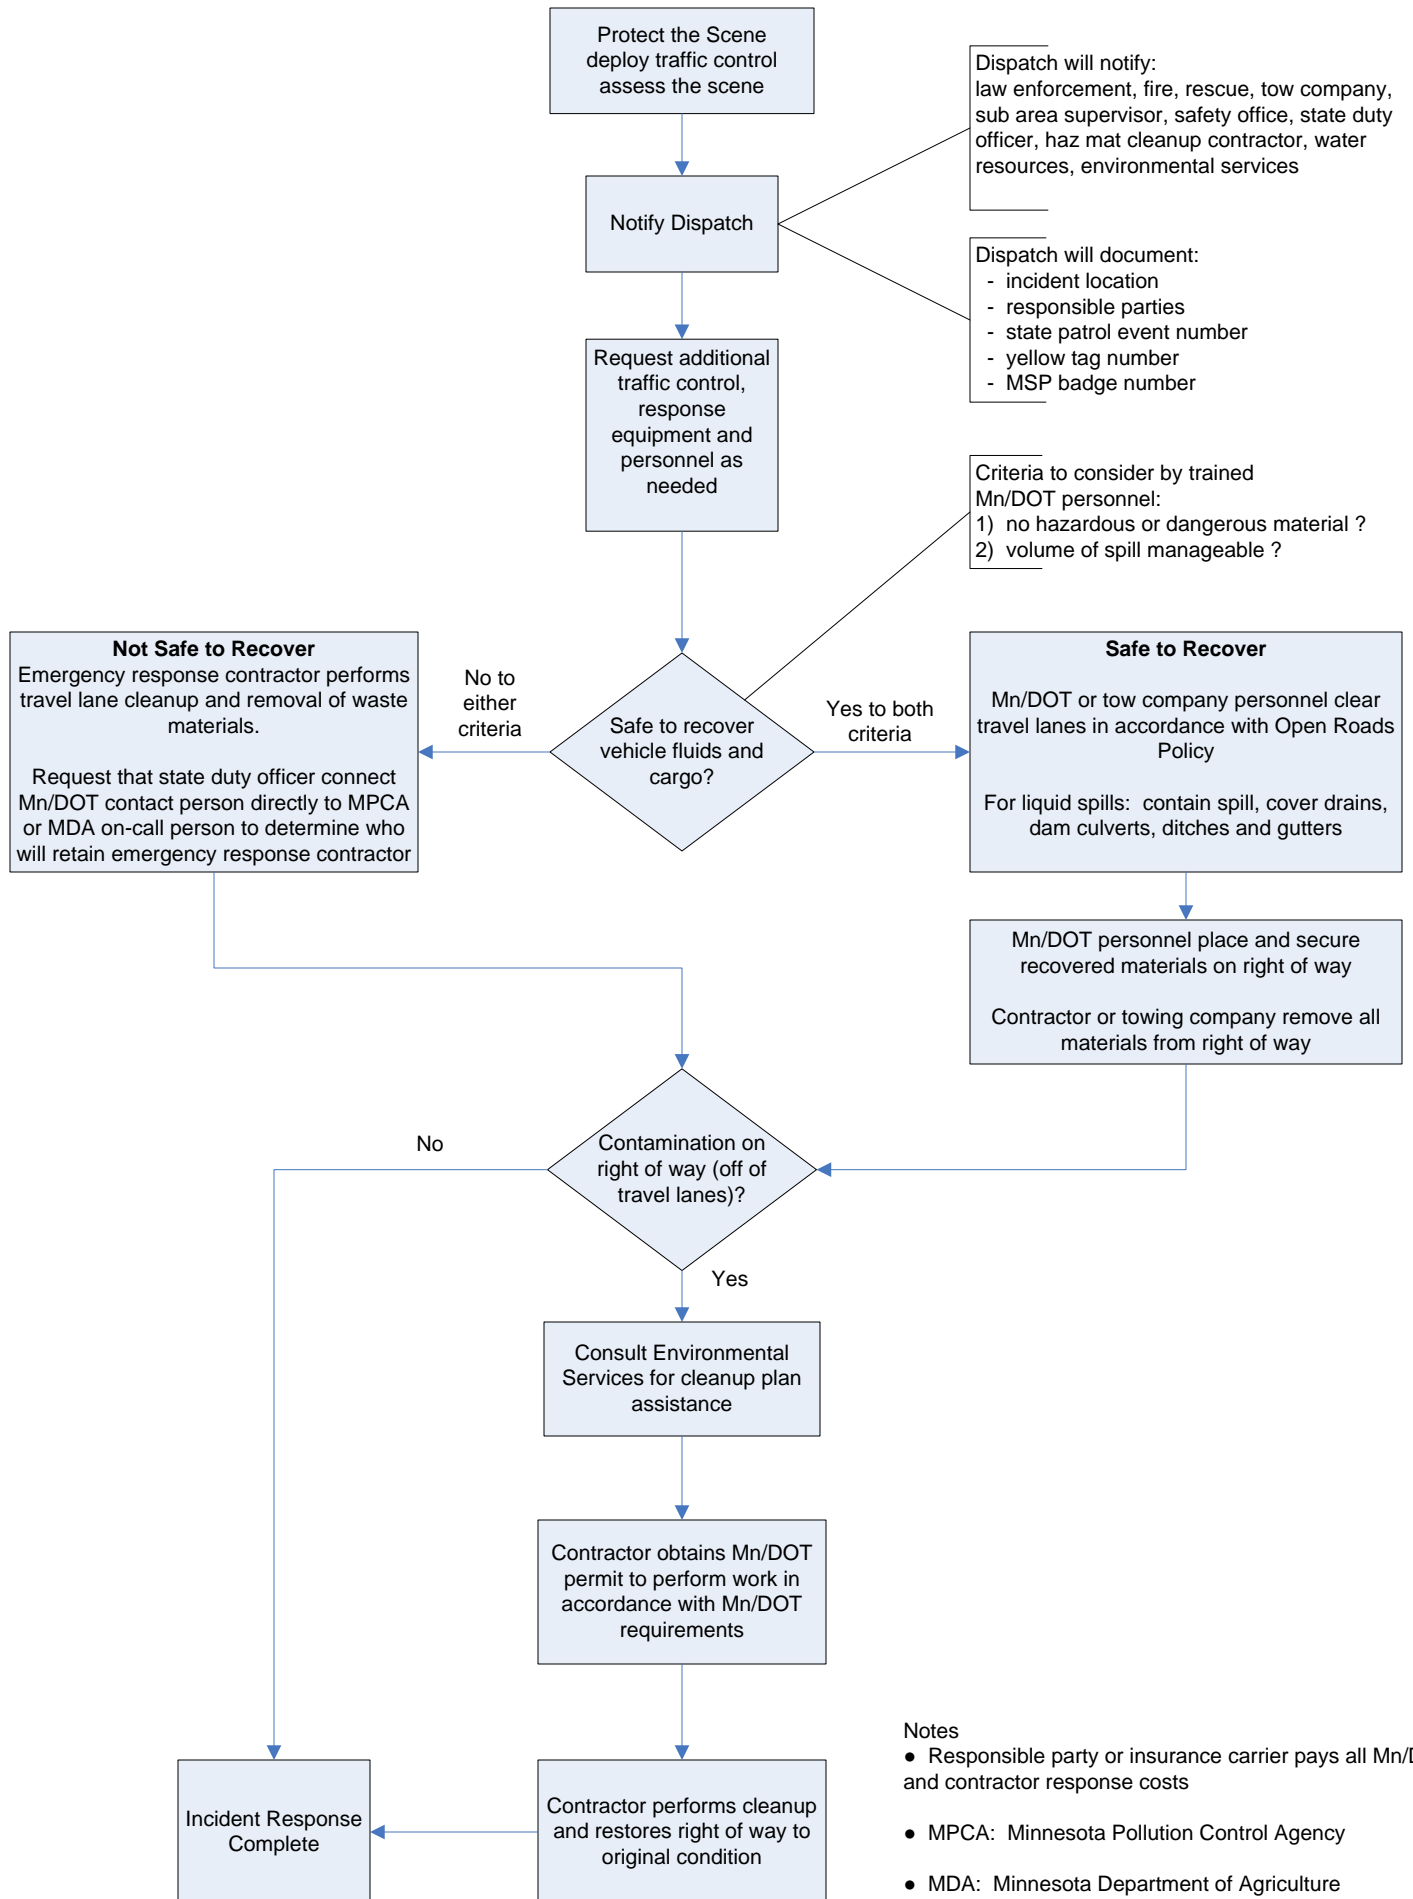 Protect the Scene
deploy traffic control
assess the scene
Dispatch will notify:
law enforcement, fire, rescue, tow company,
sub area supervisor, safety office, state duty
officer, haz mat cleanup contractor, water
resources, environmental services
Notify Dispatch
Dispatch will document:
- incident location
- responsible parties
- state patrol event number
- yellow tag number
- MSP badge number
Request additional
traffic control,
response
equipment and
personnel as
needed
Criteria to consider by trained
Mn/DOT personnel:
1) no hazardous or dangerous material ?
2) volume of spill manageable ?
Not Safe to Recover
Emergency response contractor performs
travel lane cleanup and removal of waste
materials.
Request that state duty officer connect
Mn/DOT contact person directly to MPCA
or MDA on-call person to determine who
will retain emergency response contractor
No to
either
criteria
Safe to recover
vehicle fluids and
cargo?
Yes to both
criteria
Safe to Recover
Mn/DOT or tow company personnel clear
travel lanes in accordance with Open Roads
Policy
For liquid spills: contain spill, cover drains,
dam culverts, ditches and gutters
Mn/DOT personnel place and secure
recovered materials on right of way
Contractor or towing company remove all
materials from right of way
No
Contamination on
right of way (off of
travel lanes)?
Yes
Consult Environmental
Services for cleanup plan
assistance
Contractor obtains Mn/DOT
permit to perform work in
accordance with Mn/DOT
requirements
Incident Response
Complete
Contractor performs cleanup
and restores right of way to
original condition
Notes
● Responsible party or insurance carrier pays all
and contractor response costs
● MPCA: Minnesota Pollution Control Agency
● MDA: Minnesota Department of Agriculture